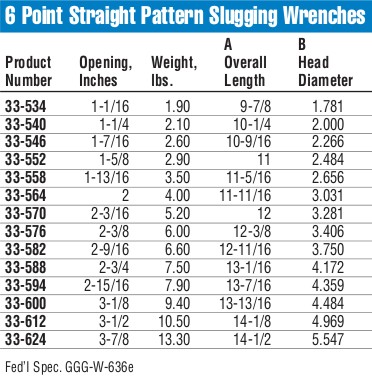 6 Point Straight Pattern Slugging Wrenches
A B
Product Opening, Weight, Overall Head
Number Inches lbs. Length Diameter
33-534 1-1/16 1.90 9-7/8 1.781
33-540 1-1/4 2.10 10-1/4 2.000
33-546 1-7/16 2.60 10-9/16 2.266
33-552 1-5/8 2.90 11 2.484
33-558 1-13/16 3.50 11-5/16 2.656
33-564 2 4.00 11-11/16 3.031
33-570 2-3/16 5.20 12 3.281
33-576 2-3/8 6.00 12-3/8 3.406
33-582 2-9/16 6.60 12-11/16 3.750
33-588 2-3/4 7.50 13-1/16 4.172
33-594 2-15/16 7.90 13-7/16 4.359
33-600 3-1/8 9.40 13-13/16 4.484
33-612 3-1/2 10.50 14-1/8 4.969
33-624 3-7/8 13.30 14-1/2 5.547
Fed’l Spec. GGG-W-636e